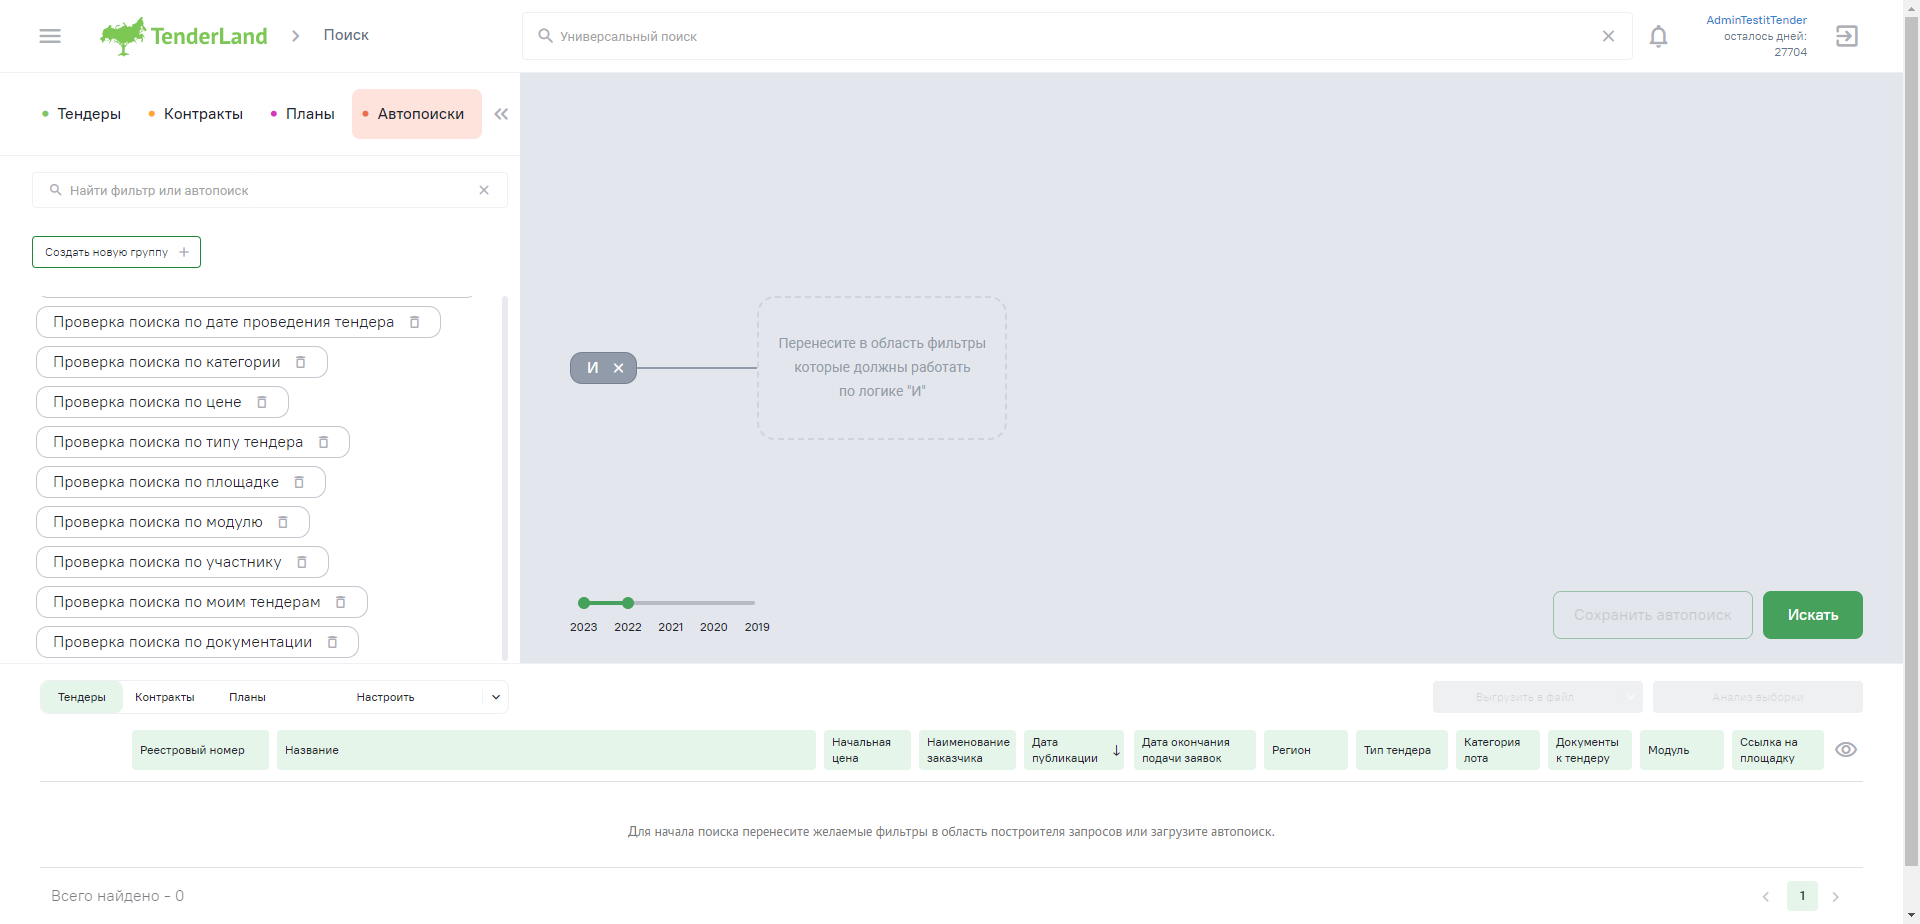 TenderLand
Поиск
Универсальный поиск
AdminTestitTender
осталось дней:
27704
Тендеры
Контракты
Планы
Автопоиски
Найти фильтр или автопоиск
Создать новую группу
Проверка поиска по дате проведения тендера
Проверка поиска по категории
Проверка поиска по цене
Проверка поиска по типу тендера
Проверка поиска по площадке
Проверка поиска по модулю
Проверка поиска по участнику
Проверка поиска по моим тендерам
Проверка поиска по документации
И
Перенесите в область фильтры
которые должны работать
по логике "И"
2023 2022 2021 2020 2019
Сохранить автопоиск
Искать
Тендеры
Контракты
Планы
Настроить
Выгрузить в файл
Анализ выборки
Реестровый номер
Название
Начальная
цена
Наименование
заказчика
Дата
публикации
Дата окончания
подачи заявок
Регион
Тип тендера
Категория
лота
Документы
к тендеру
Модуль
Ссылка на
площадку
Для начала поиска перенесите желаемые фильтры в область построителя запросов или загрузите автопоиск.
Всего найдено - 0
1